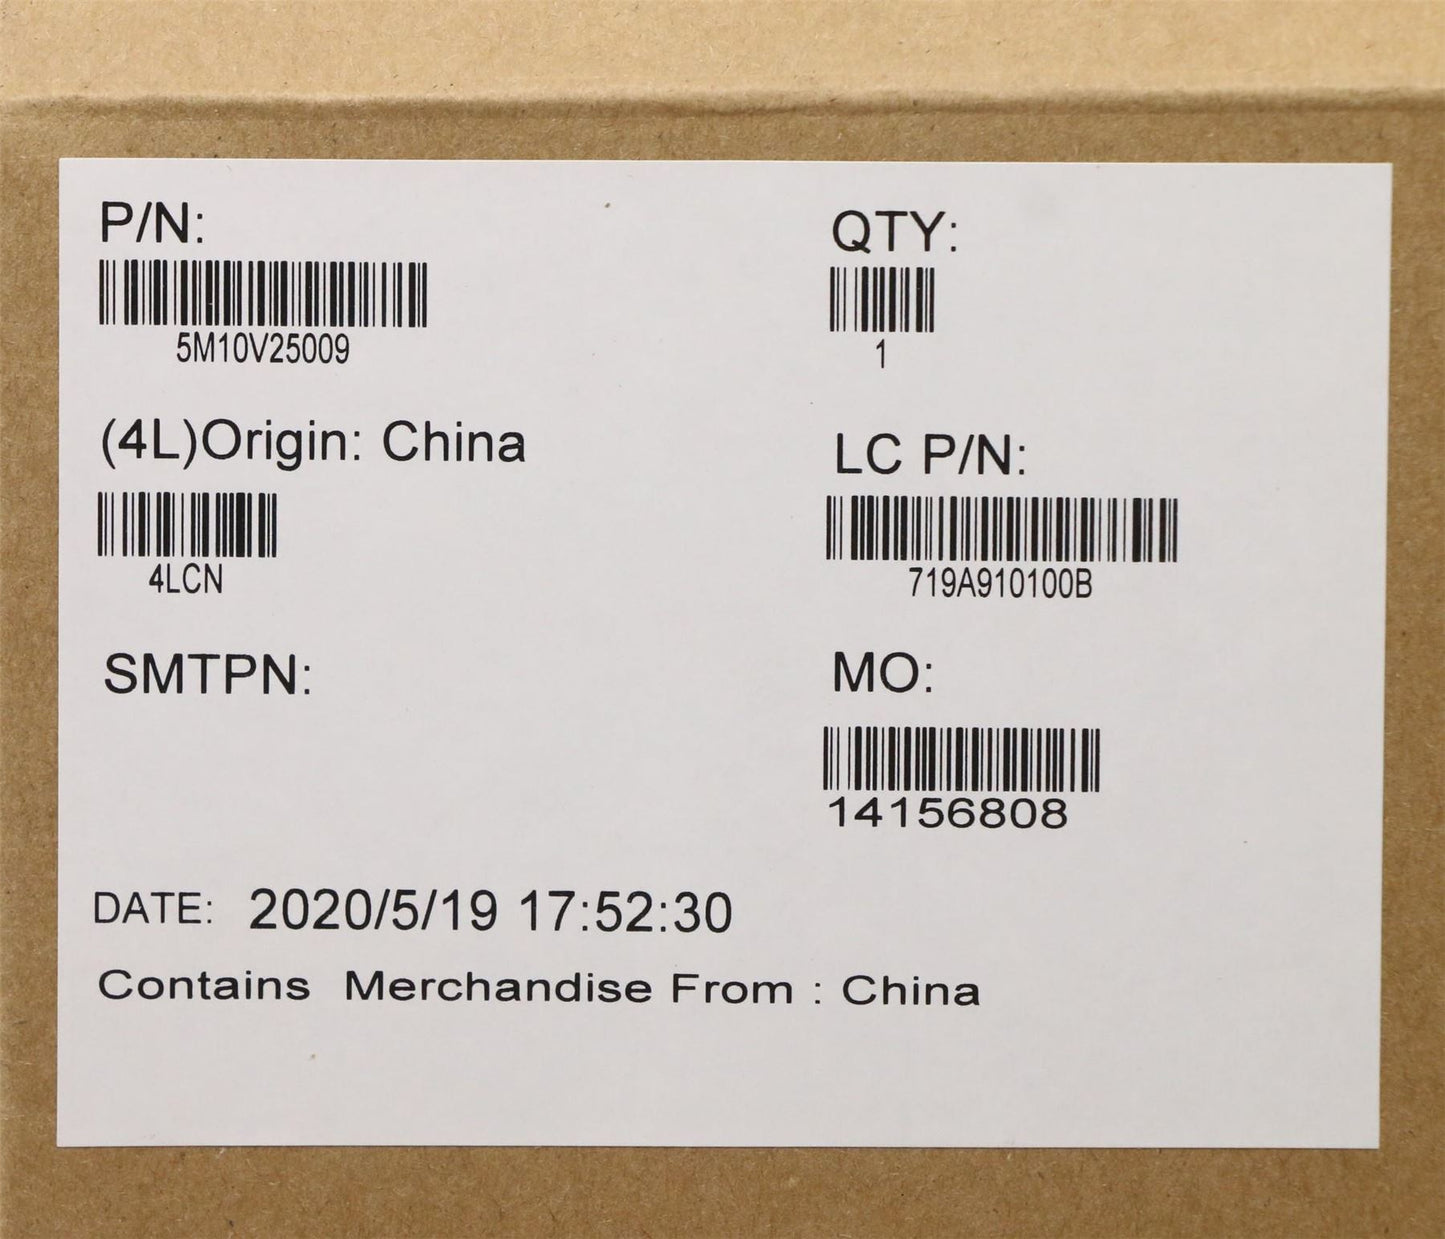 P/N:
5M10V25009
QTY:
1
(4L)Origin: China
4LCN
LC P/N:
719A910100B
SMTPN:
MO:
14156808
DATE: 2020/5/19 17:52:30
Contains Merchandise From : China